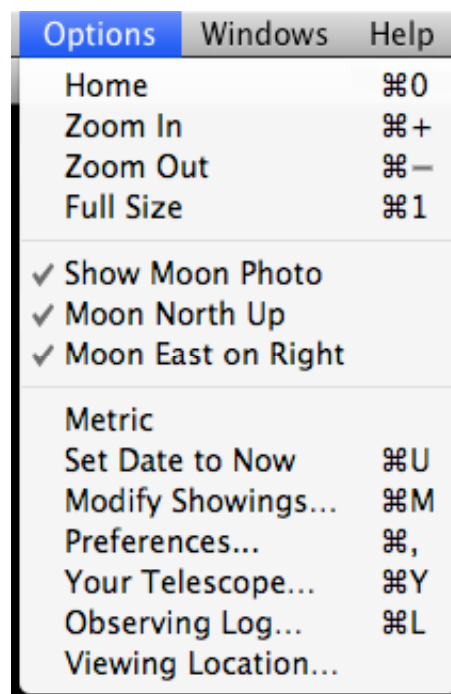 Options Windows Help
Home ⌘0
Zoom In ⌘+
Zoom Out ⌘−
Full Size ⌘1
✓ Show Moon Photo
✓ Moon North Up
✓ Moon East on Right
Metric
Set Date to Now ⌘U
Modify Showings... ⌘M
Preferences... ⌘,
Your Telescope... ⌘Y
Observing Log... ⌘L
Viewing Location...